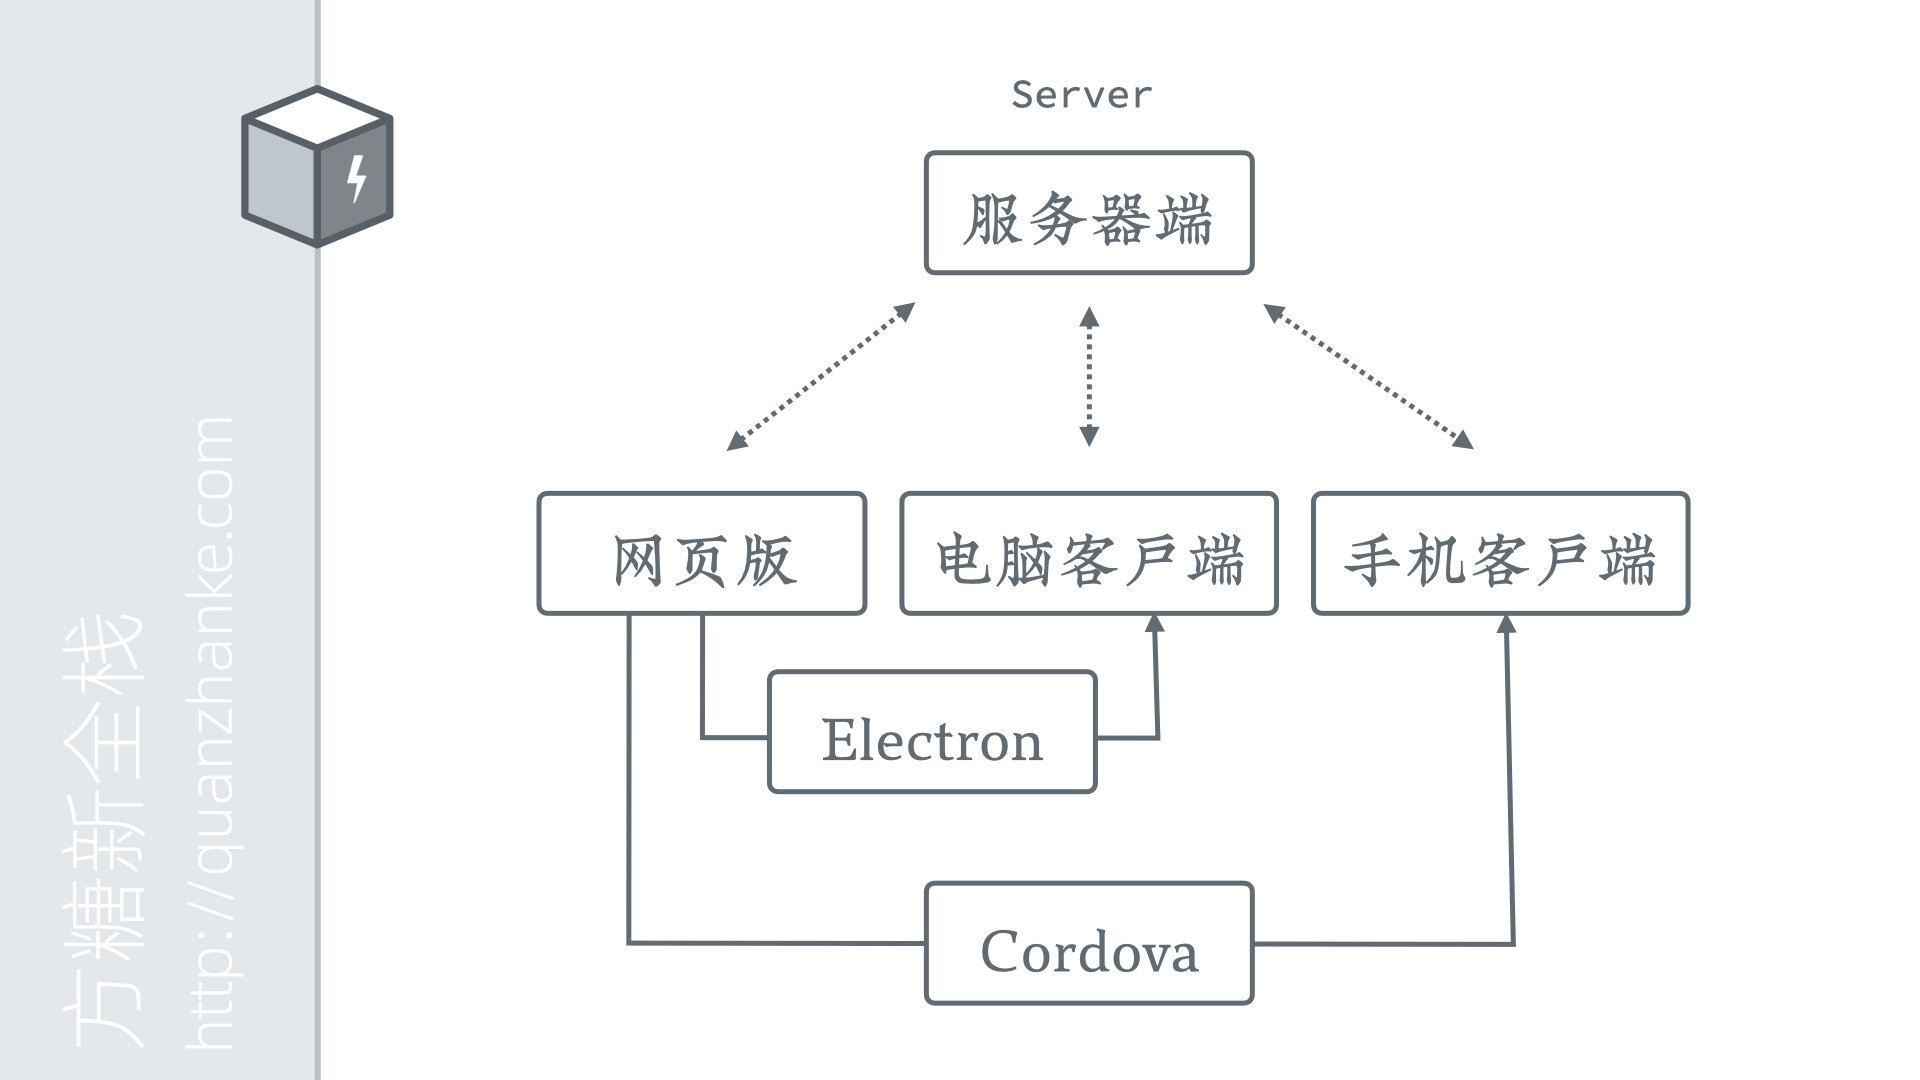 Server
服务器端
网页版
电脑客户端
手机客户端
Electron
Cordova
方糖新全栈
http://quanzhanke.com